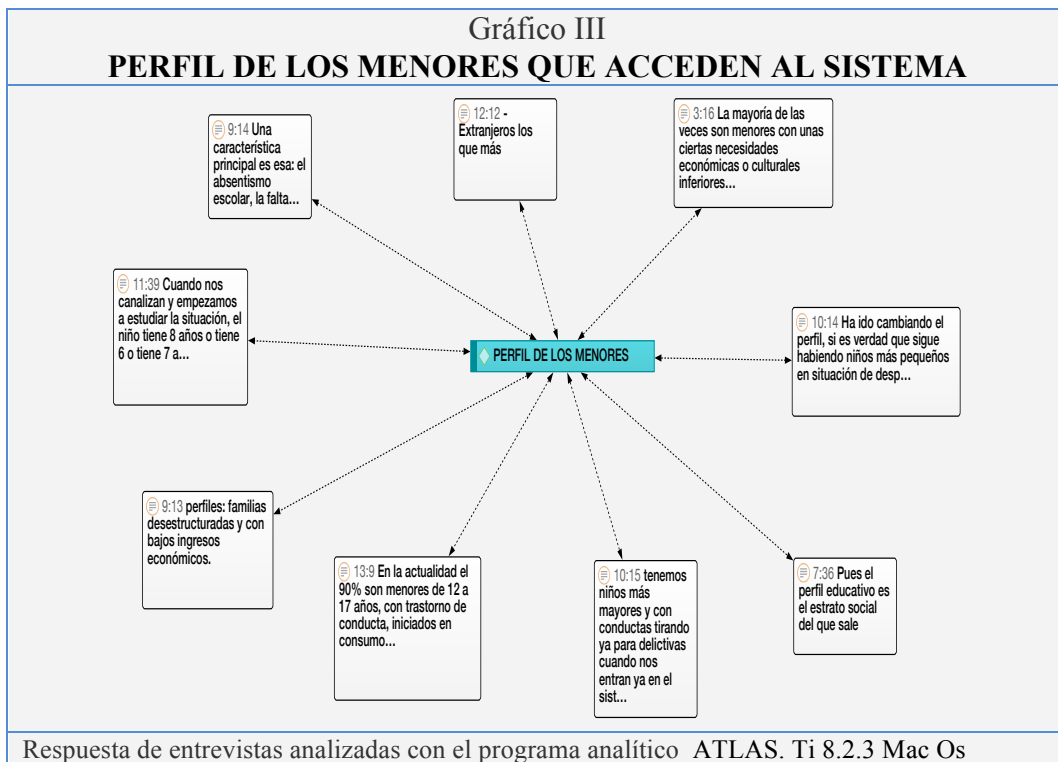 Gráfico III
PERFIL DE LOS MENORES QUE ACCEDEN AL SISTEMA
9:14 Una
característica
principal es esa: el
absentismo
escolar, la falta...
12:12 -
Extranjeros los
que más
3:16 La mayoría de las
veces son menores con unas
ciertas necesidades
económicas o culturales
inferiores...
11:39 Cuando nos
canalizan y empezamos
a estudiar la situación, el
niño tiene 8 años o tiene
6 o tiene 7 a...
PERFIL DE LOS MENORES
10:14 Ha ido cambiando el
perfil, si es verdad que sigue
habiendo niños más pequeños
en situación de desp...
9:13 perfiles: familias
desestructuradas y con
bajos ingresos
económicos.
13:9 En la actualidad el
90% son menores de 12 a
17 años, con trastorno de
conducta, iniciados en
consumo...
10:15 tenemos
niños más
mayores y con
conductas tirando
ya para delictivas
cuando nos
entran ya en el
sist...
7:36 Pues el
perfil educativo es
el estrato social
del que sale
Respuesta de entrevistas analizadas con el programa analítico ATLAS. Ti 8.2.3 Mac Os